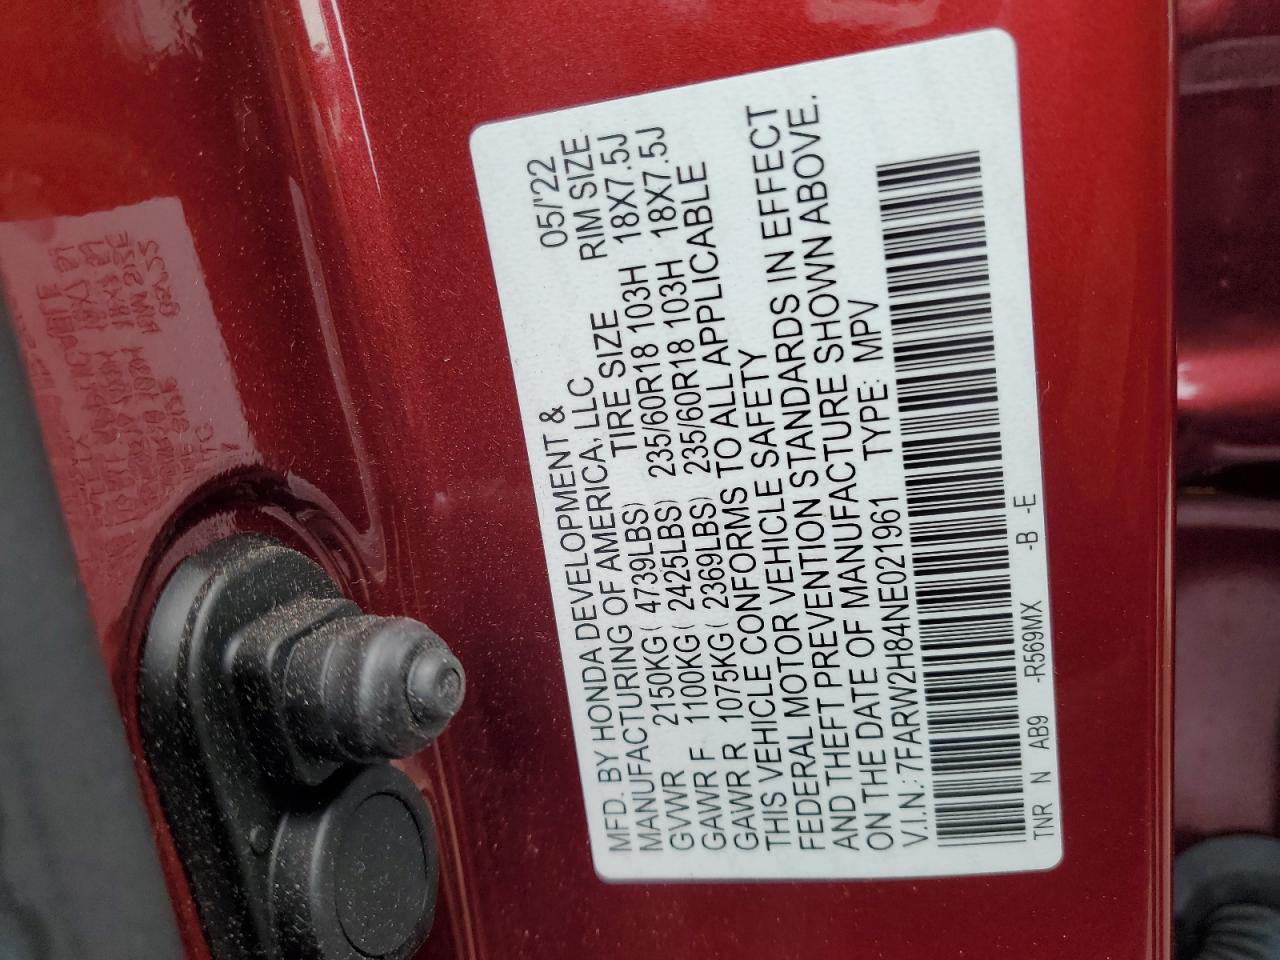 MFD. BY HONDA DEVELOPMENT & 05/'22
MANUFACTURING OF AMERICA, LLC RIM SIZE
TIRE SIZE
GVWR 2150KG ( 4739LBS) 235/60R18 103H 18X7.5J
GAWR F 1100KG ( 2425LBS) 235/60R18 103H 18X7.5J
GAWR R 1075KG ( 2369LBS)
THIS VEHICLE CONFORMS TO ALL APPLICABLE
FEDERAL MOTOR VEHICLE SAFETY
AND THEFT PREVENTION STANDARDS IN EFFECT
ON THE DATE OF MANUFACTURE SHOWN ABOVE.
V.I.N.: 7FARW2H84NE021961 TYPE: MPV
TNR N AB9 -R569MX -B -E